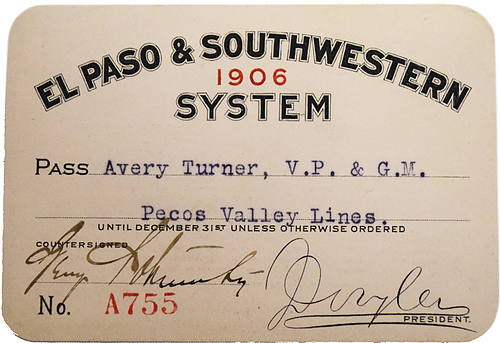 EL PASO & SOUTHWESTERN
1906
SYSTEM
PASS Avery Turner, V.P. & G.M.
Pecos Valley Lines.
UNTIL DECEMBER 31ST UNLESS OTHERWISE ORDERED
COUNTERSIGNED
No. A755
PRESIDENT.